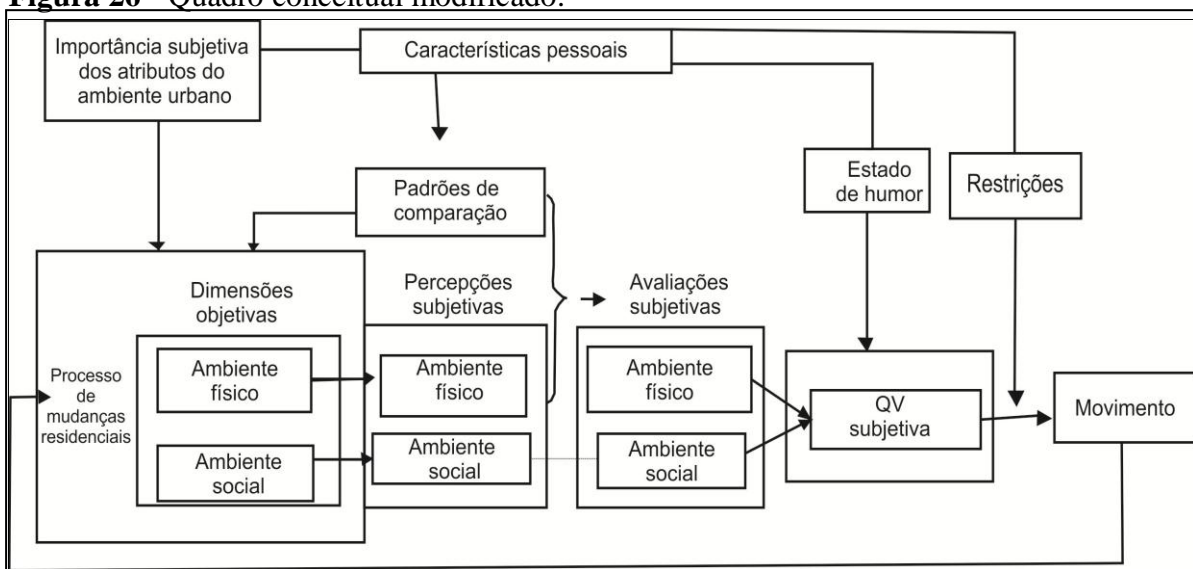 Figura 26 - Quadro conceitual modificado.
Importância subjetiva
dos atributos do
ambiente urbano
Características pessoais
Estado
de humor
Restrições
Padrões de
comparação
Dimensões
objetivas
Percepções
subjetivas
Avaliações
subjetivas
Processo
de
mudanças
residenciais
Ambiente
físico
Ambiente
físico
Ambiente
físico
QV
subjetiva
Movimento
Ambiente
social
Ambiente
social
Ambiente
social